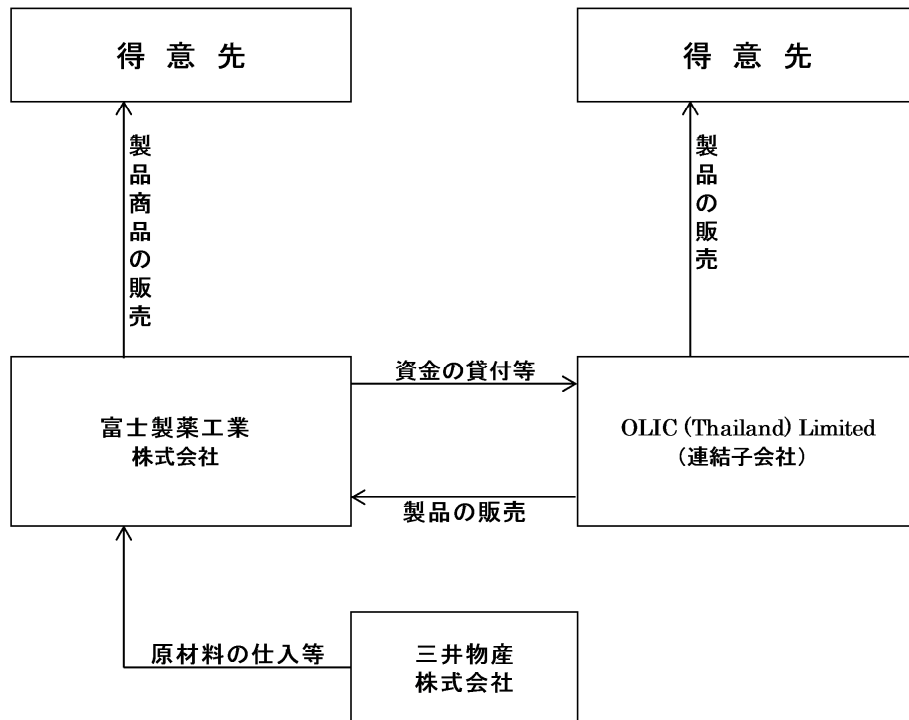 得意先
得意先
製品商品の販売
製品の販売
資金の貸付等
富士製薬工業
株式会社
OLIC (Thailand) Limited
（連結子会社）
製品の販売
原材料の仕入等
三井物産
株式会社